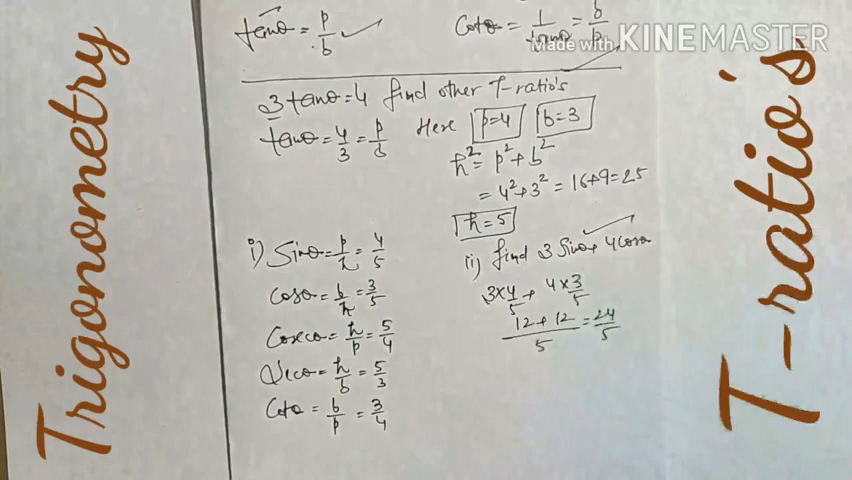 Trigonometry
tanθ = p/b
Cotθ = 1/tanθ = b/p
Made with KINEMASTER
3 tanθ = 4 find other T-ratio's
tanθ = 4/3 = p/b Here p=4 b=3
h² = p² + b²
= 4² + 3² = 16+9 = 25
h = 5
i) Sinθ = p/h = 4/5
Cosθ = b/h = 3/5
Cosecθ = h/p = 5/4
Secθ = h/b = 5/3
Cotθ = b/p = 3/4
ii) find 3 Sinθ + 4 Cosθ
3×4/5 + 4×3/5
12+12/5 = 24/5
T-ratio's